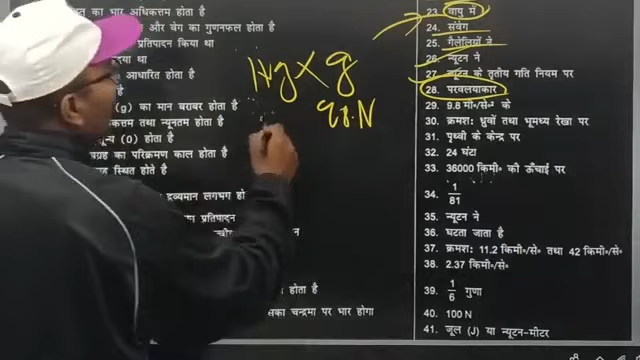 का भार अधिकतम होता है
और वेग का गुणनफल होता है
प्रतिपादन किया था
था
आधारित होता है
है
(g) का मान बराबर होता है
तम व न्यूनतम होता है
शून्य (0) होता है
का परिक्रमण काल होता है
स्थित होते है
द्रव्यमान लगभग
का प्रतिपादन
होता है
चन्द्रमा पर भार होगा
g
N
23. वायु में
24. संवेग
25. गैलेलियो ने
26. न्यूटन ने
27. न्यूटन के तृतीय गति नियम पर
28. परवलयाकार
29. 9.8 मी०/से०² के
30. क्रमशः ध्रुवों तथा भूमध्य रेखा पर
31. पृथ्वी के केन्द्र पर
32. 24 घंटा
33. 36000 किमी० की ऊँचाई पर
34. 1/81
35. न्यूटन ने
36. घटता जाता है
37. क्रमशः 11.2 किमी०/से० तथा 42 किमी०/से०
38. 2.37 किमी०/से०
39. 1/6 गुणा
40. 100 N
41. जूल (J) या न्यूटन-मीटर